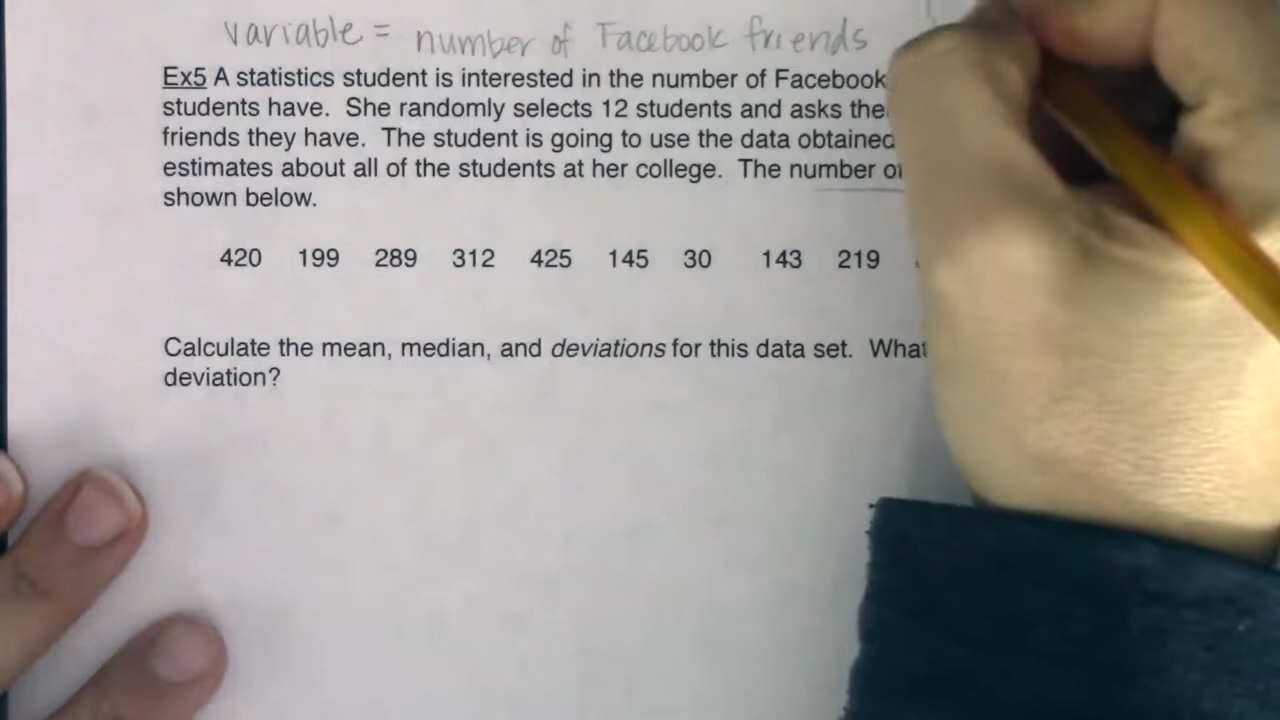 variable = number of Facebook friends
Ex5 A statistics student is interested in the number of Facebook
students have. She randomly selects 12 students and asks
friends they have. The student is going to use the data obtained
estimates about all of the students at her college. The number
shown below.
420 199 289 312 425 145 30 143 219
Calculate the mean, median, and deviations for this data set. What
deviation?